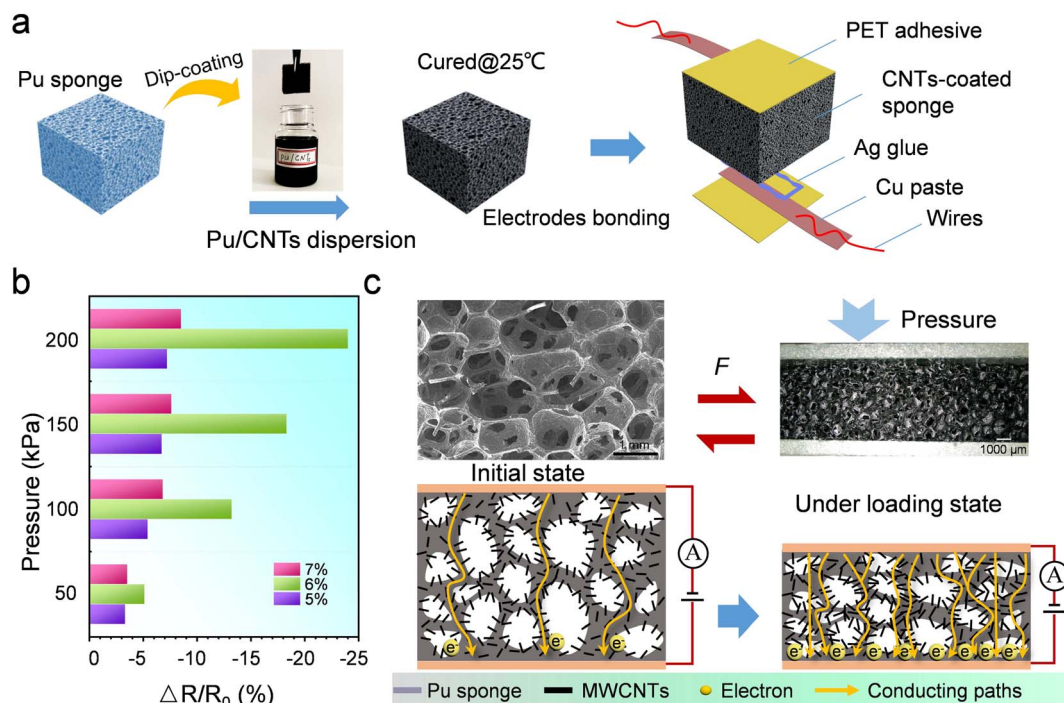 a
Pu sponge
Dip-coating
PU/CNTs
Pu/CNTs dispersion
Cured@25℃
Electrodes bonding
PET adhesive
CNTs-coated
sponge
Ag glue
Cu paste
Wires
b
Pressure (kPa)
200
150
100
50
7%
6%
5%
0 -5 -10 -15 -20 -25
△R/R₀ (%)
c
1 mm
Initial state
F
Pressure
1000 μm
Under loading state
A
e⁻ e⁻ e⁻
A
e⁻ e⁻ e⁻ e⁻ e⁻ e⁻ e⁻
Pu sponge MWCNTs Electron Conducting paths